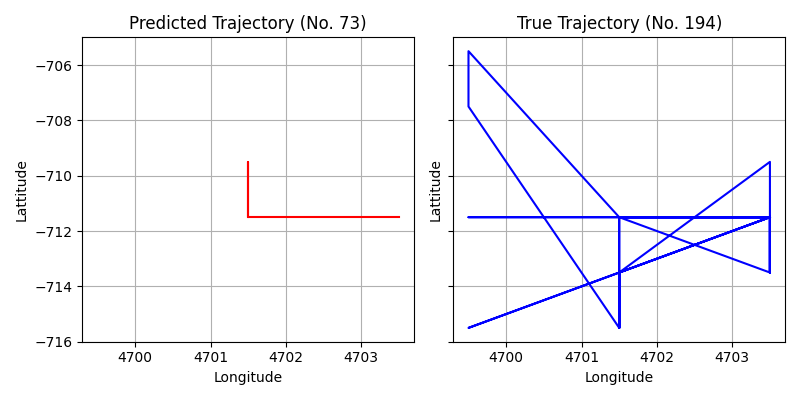 Predicted Trajectory (No. 73)
True Trajectory (No. 194)
−706
−708
−710
−712
−714
−716
Lattitude
Lattitude
4700 4701 4702 4703
4700 4701 4702 4703
Longitude
Longitude